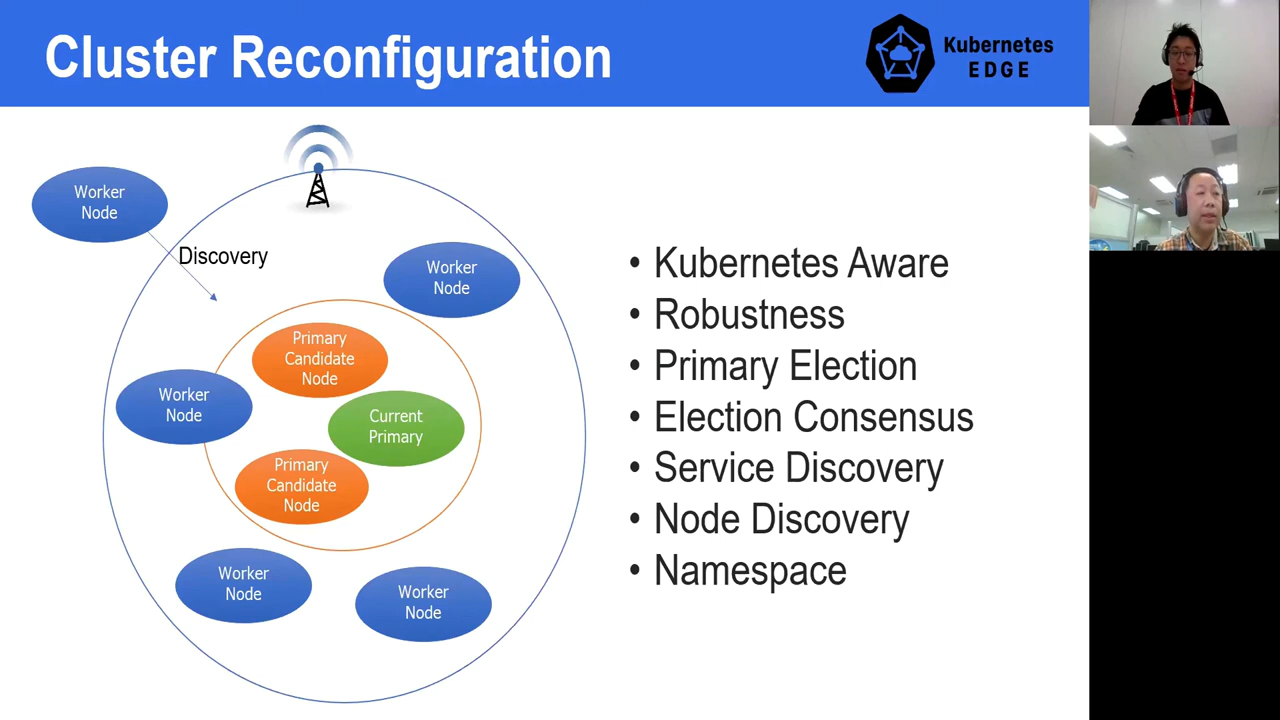 Cluster Reconfiguration
Kubernetes
EDGE
Worker
Node
Discovery
Worker
Node
Primary
Candidate
Node
Worker
Node
Current
Primary
Primary
Candidate
Node
Worker
Node
Worker
Node
• Kubernetes Aware
• Robustness
• Primary Election
• Election Consensus
• Service Discovery
• Node Discovery
• Namespace